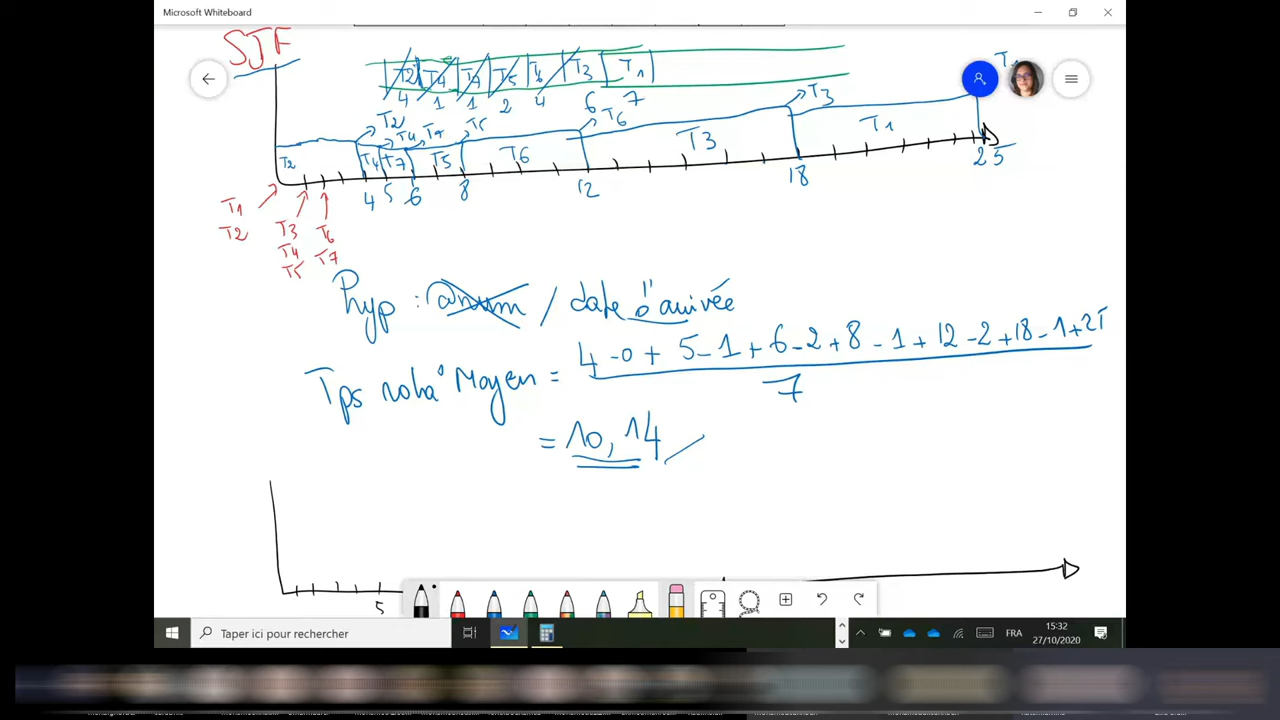 Microsoft Whiteboard
SJF
T2 T4 T7 T5 T6 T3 T1
4 1 1 2 4 6 7
T2 T4 T7 T5 T6 T3
T2 T4 T7 T5 T6 T3 T1
4 5 6 8 12 18 25
T1 T3 T6
T2 T4 T7
T5
Phyp : / date d'arrivée
4 - 0 + 5 - 1 + 6 - 2 + 8 - 1 + 12 - 2 + 18 - 1 + 25
Tps rota° Moyen =
7
= 10,14
5
Taper ici pour rechercher
FRA
15:32
27/10/2020